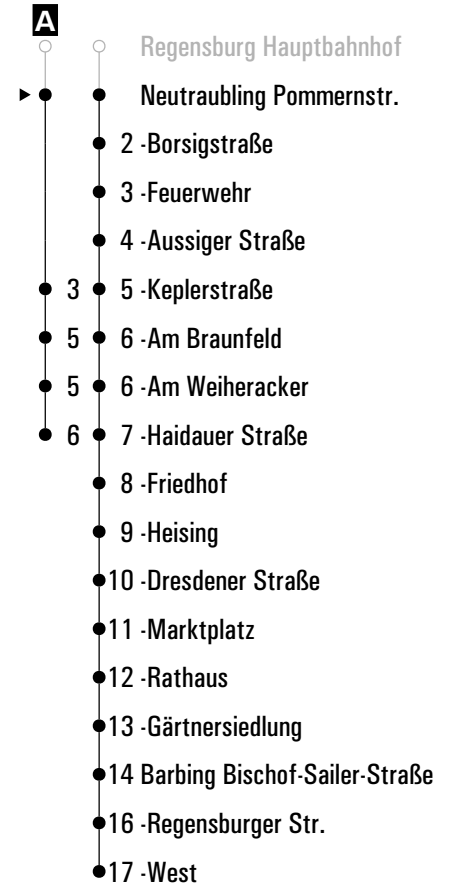 A
Regensburg Hauptbahnhof
Neutraubling Pommernstr.
2 -Borsigstraße
3 -Feuerwehr
4 -Aussiger Straße
3 5 -Keplerstraße
5 6 -Am Braunfeld
5 6 -Am Weiheracker
6 7 -Haidauer Straße
8 -Friedhof
9 -Heising
10 -Dresdener Straße
11 -Marktplatz
12 -Rathaus
13 -Gärtnersiedlung
14 Barbing Bischof-Sailer-Straße
16 -Regensburger Str.
17 -West